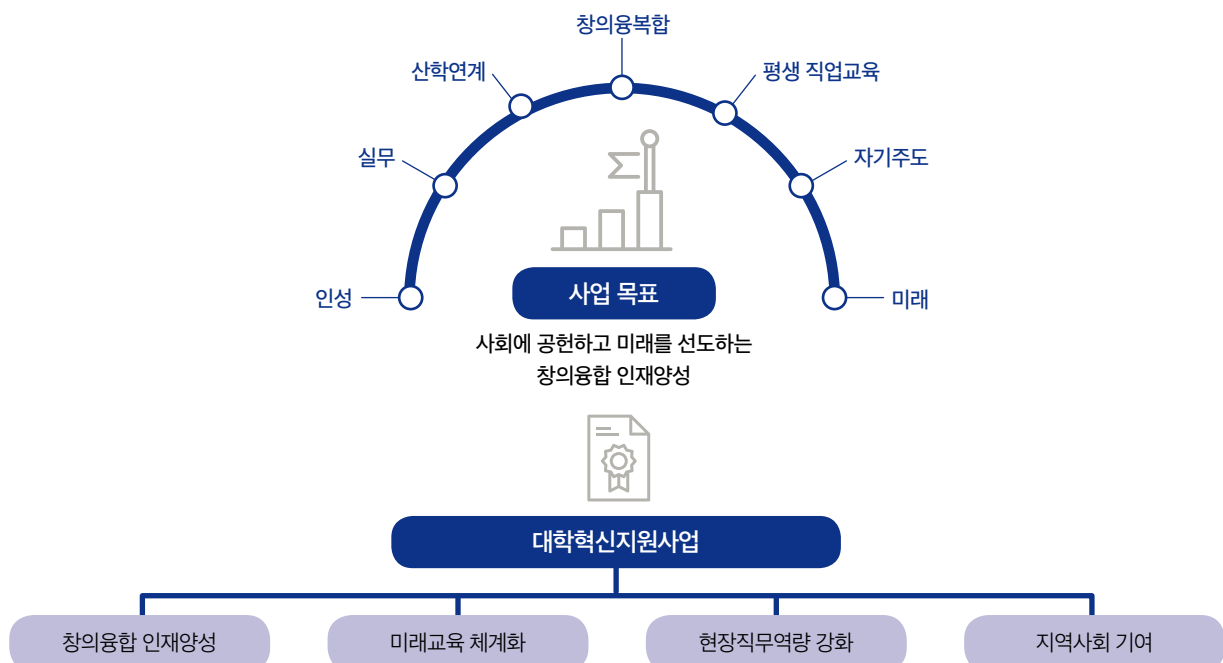 창의융복합
산학연계
평생 직업교육
실무
자기주도
인성
미래
사업 목표
사회에 공헌하고 미래를 선도하는
창의융합 인재양성
대학혁신지원사업
창의융합 인재양성
미래교육 체계화
현장직무역량 강화
지역사회 기여